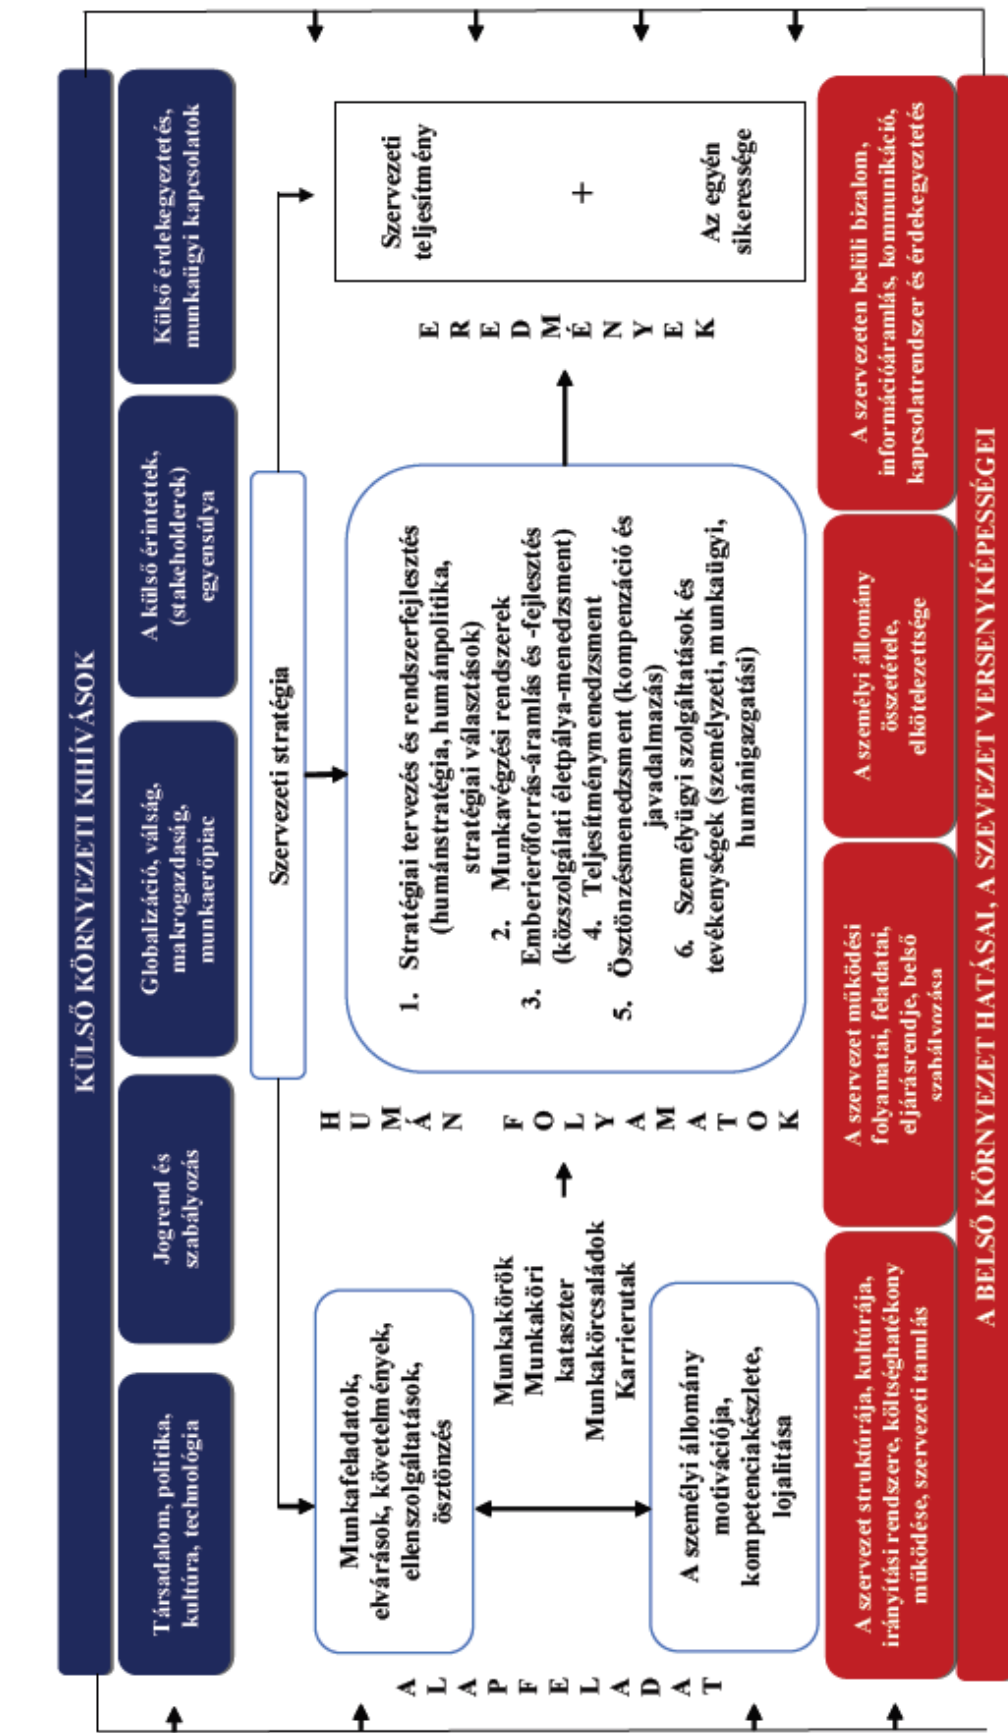 KÜLSŐ KÖRNYEZETI KIHÍVÁSOK
Társadalom, politika,
kultúra, technológia
Jogrend és
szabályozás
Globalizáció, válság,
makrogazdaság,
munkaerőpiac
A külső érintettek,
(stakeholderek)
egyensúlya
Külső érdekegyeztetés,
munkaügyi kapcsolatok
Szervezeti stratégia
ALAPFELADAT
Munkafeladatok,
elvárások, követelmények,
ellenszolgáltatások,
ösztönzés
Munkakörök
Munkaköri
kataszter
Munkakörcsaládok
Karrierutak
A személyi állomány
motivációja,
kompetenciakészlete,
lojalitása
HUMÁN FOLYAMATOK
1. Stratégiai tervezés és rendszerfejlesztés
(humánstratégia, humánpolitika,
stratégiai választások)
2. Munkavégzési rendszerek
3. Emberierőforrás-áramlás és -fejlesztés
(közszolgálati életpálya-menedzsment)
4. Teljesítménymenedzsment
5. Ösztönzésmenedzsment (kompenzáció és
javadalmazás)
6. Személyügyi szolgáltatások és
tevékenységek (személyzeti, munkaügyi,
humánigazgatási)
EREDMÉNYEK
Szervezeti
teljesítmény
+
Az egyén
sikeressége
A szervezet struktúrája, kultúrája,
irányítási rendszere, költséghatékony
működése, szervezeti tanulás
A szervezet működési
folyamatai, feladatai,
eljárásrendje, belső
szabályozása
A személyi állomány
összetétele,
elkötelezettsége
A szervezeten belüli bizalom,
információáramlás, kommunikáció,
kapcsolatrendszer és érdekegyeztetés
A BELSŐ KÖRNYEZET HATÁSAI, A SZEVEZET VERSENYKÉPESSÉGEI